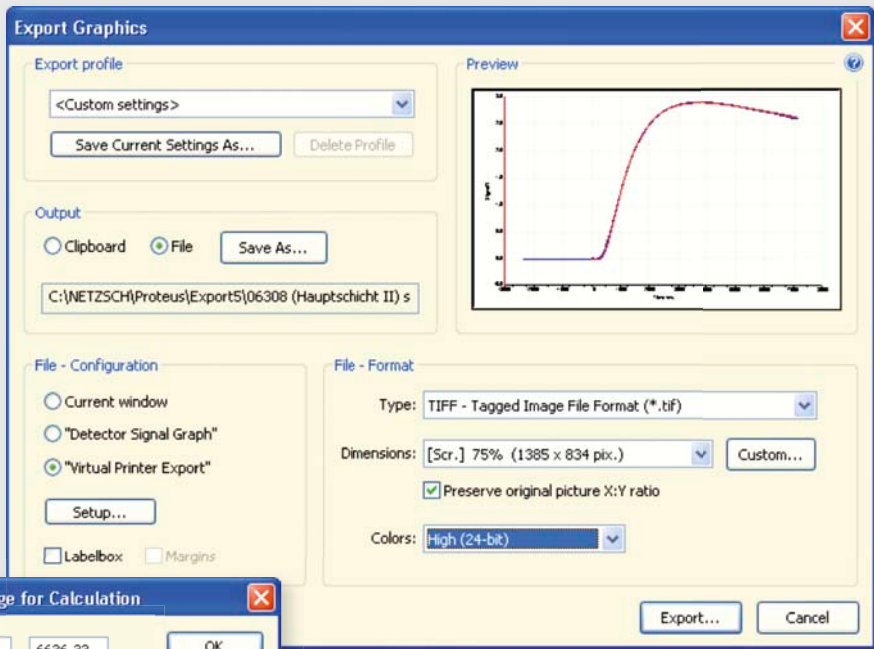 Export Graphics
Export profile
<Custom settings>
Save Current Settings As...
Delete Profile
Preview
Output
Clipboard
File
Save As...
C:\NETZSCH\Proteus\Export5\06308 (Hauptschicht II) s
File - Configuration
Current window
"Detector Signal Graph"
"Virtual Printer Export"
Setup...
Labelbox
Margins
File - Format
Type: TIFF - Tagged Image File Format (*.tif)
Dimensions: [Scr.] 75% (1385 x 834 pix.)
Custom...
Preserve original picture X:Y ratio
Colors: High (24-bit)
Export...
Cancel
ge for Calculation
OK